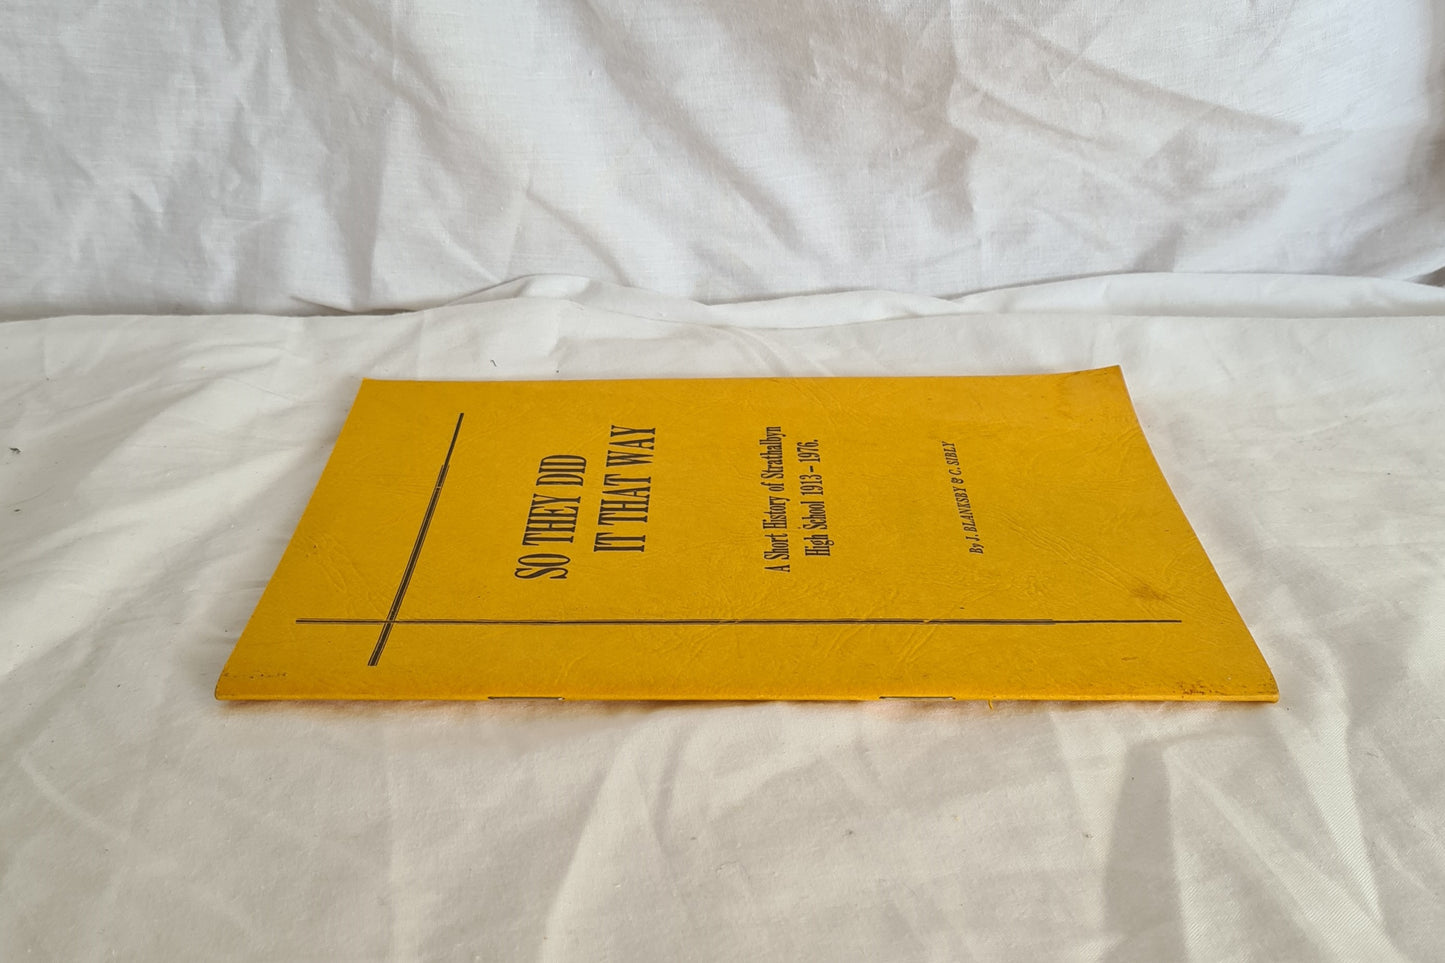 SO THEY DID
IT THAT WAY
A Short History of Strathalbyn
High School 1913 – 1976.
By J. BLANKSBY & C. SIBLY